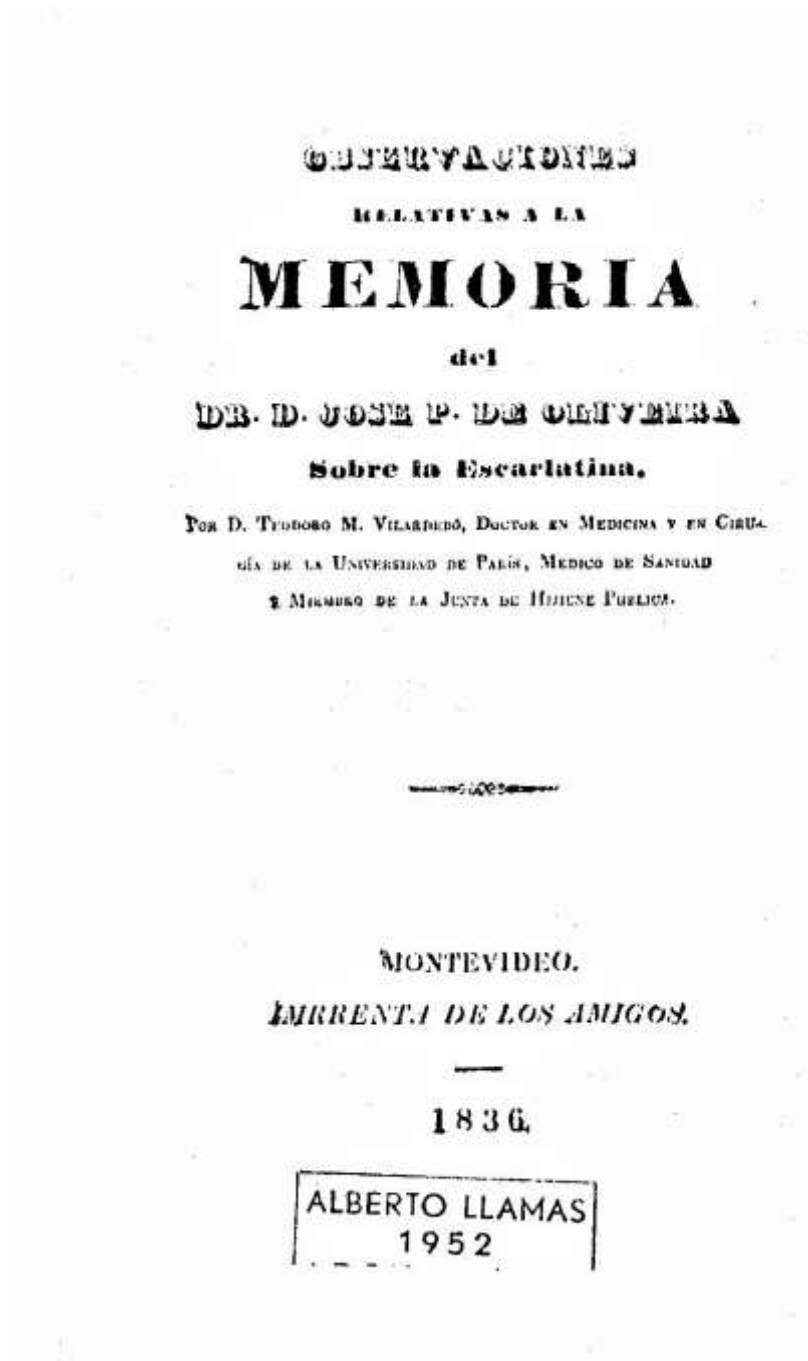 OBSERVACIONES
RELATIVAS A LA
MEMORIA
del
DR. D. JOSE P. DE OLIVEIRA
Sobre la Escarlatina.
POR D. TEODORO M. VILARDEBÓ, DOCTOR EN MEDICINA Y EN CIRU-
GÍA DE LA UNIVERSIDAD DE PARÍS, MEDICO DE SANIDAD
Y MIEMBRO DE LA JUNTA DE HIJIENE PUBLICA.
MONTEVIDEO.
IMRRENTA DE LOS AMIGOS.
1836.
ALBERTO LLAMAS
1952